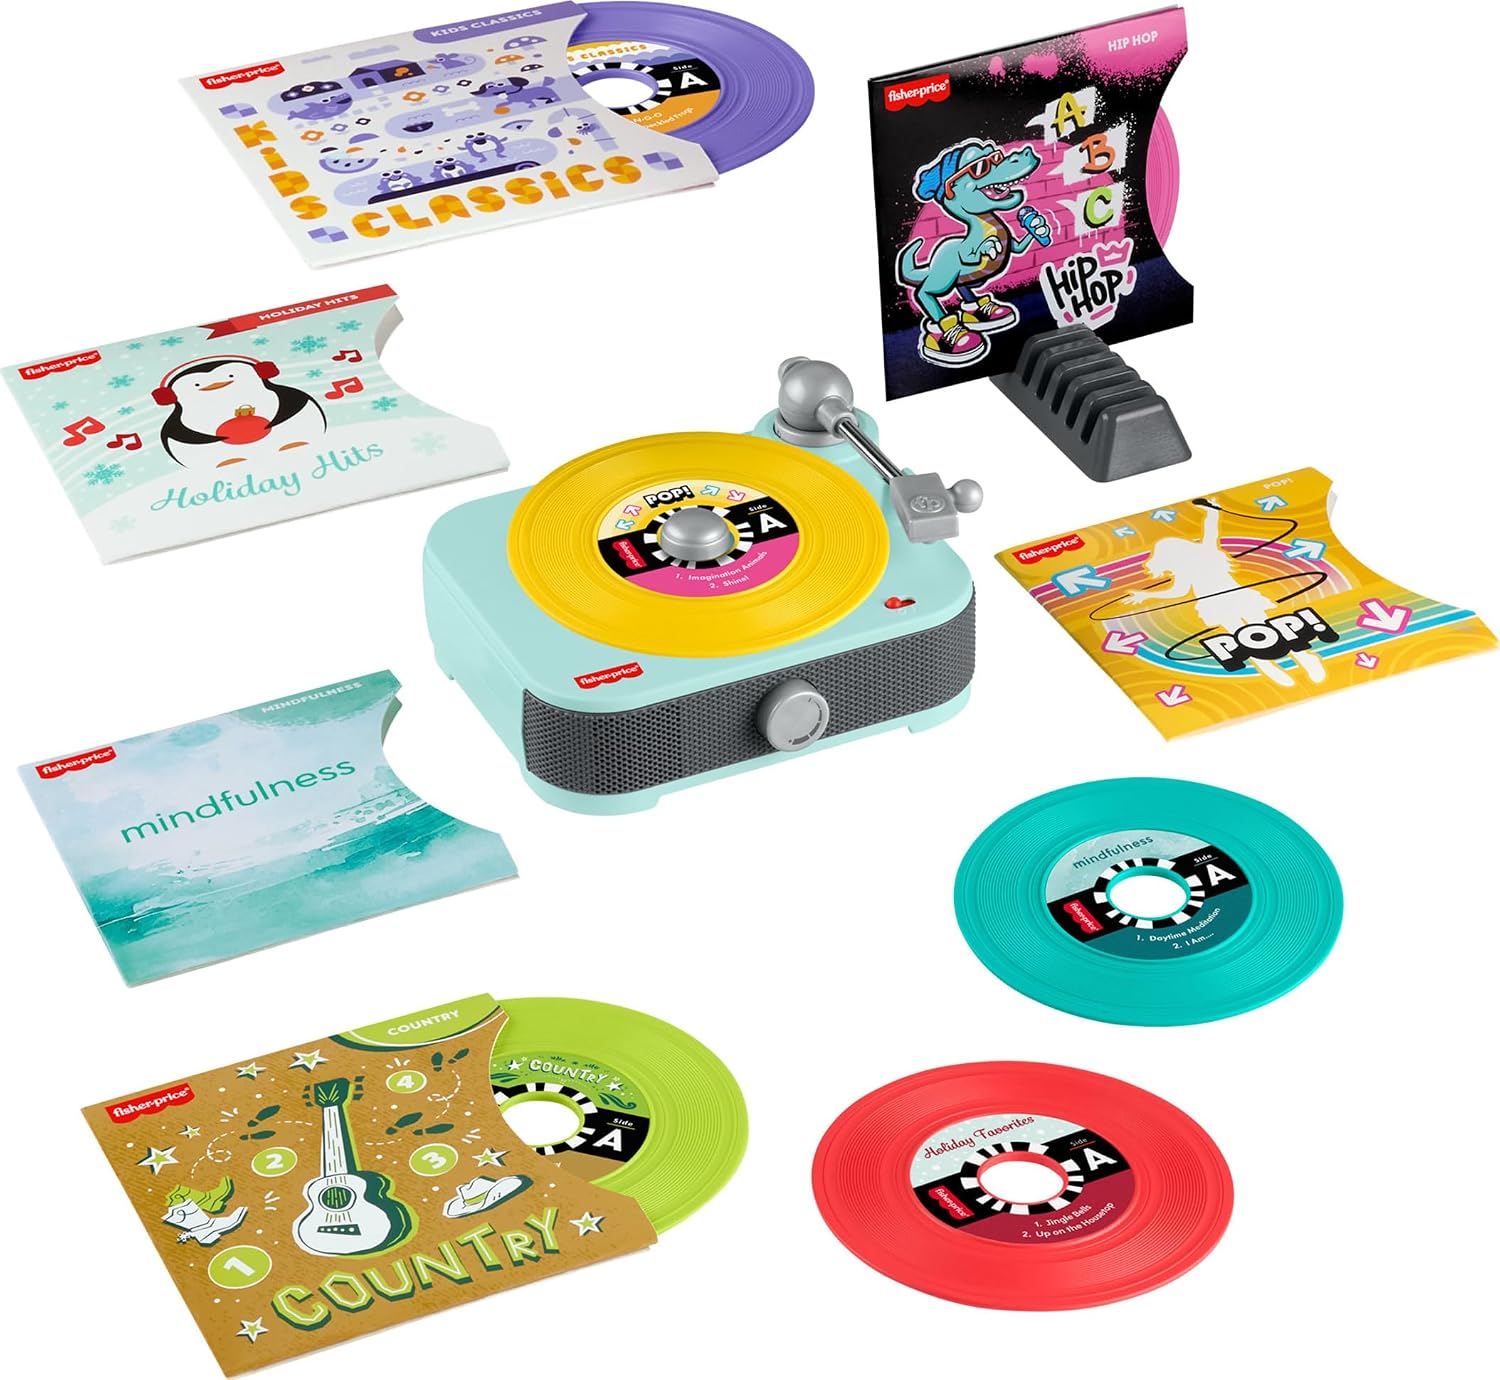 KIDS CLASSICS
fisher-price®
KIDS
CLASSICS
S CLASSICS
Side
A
N-G-O
eckled Frogs
HIP HOP
fisher-price®
A
B
C
HIP
HOP
HOLIDAY HITS
fisher-price®
Holiday Hits
POP!
Side
A
fisher-price®
1. Imagination Animals
2. Shine!
fp
fisher-price®
POP!
fisher-price®
POP!
MINDFULNESS
fisher-price®
mindfulness
mindfulness
Side
A
fisher-price®
1. Daytime Meditation
2. I Am....
COUNTRY
fisher-price®
4
2
3
1
COUNTRY
COUNTRY
Side
A
Holiday Favorites
Side
A
fisher-price®
1. Jingle Bells
2. Up on the Housetop